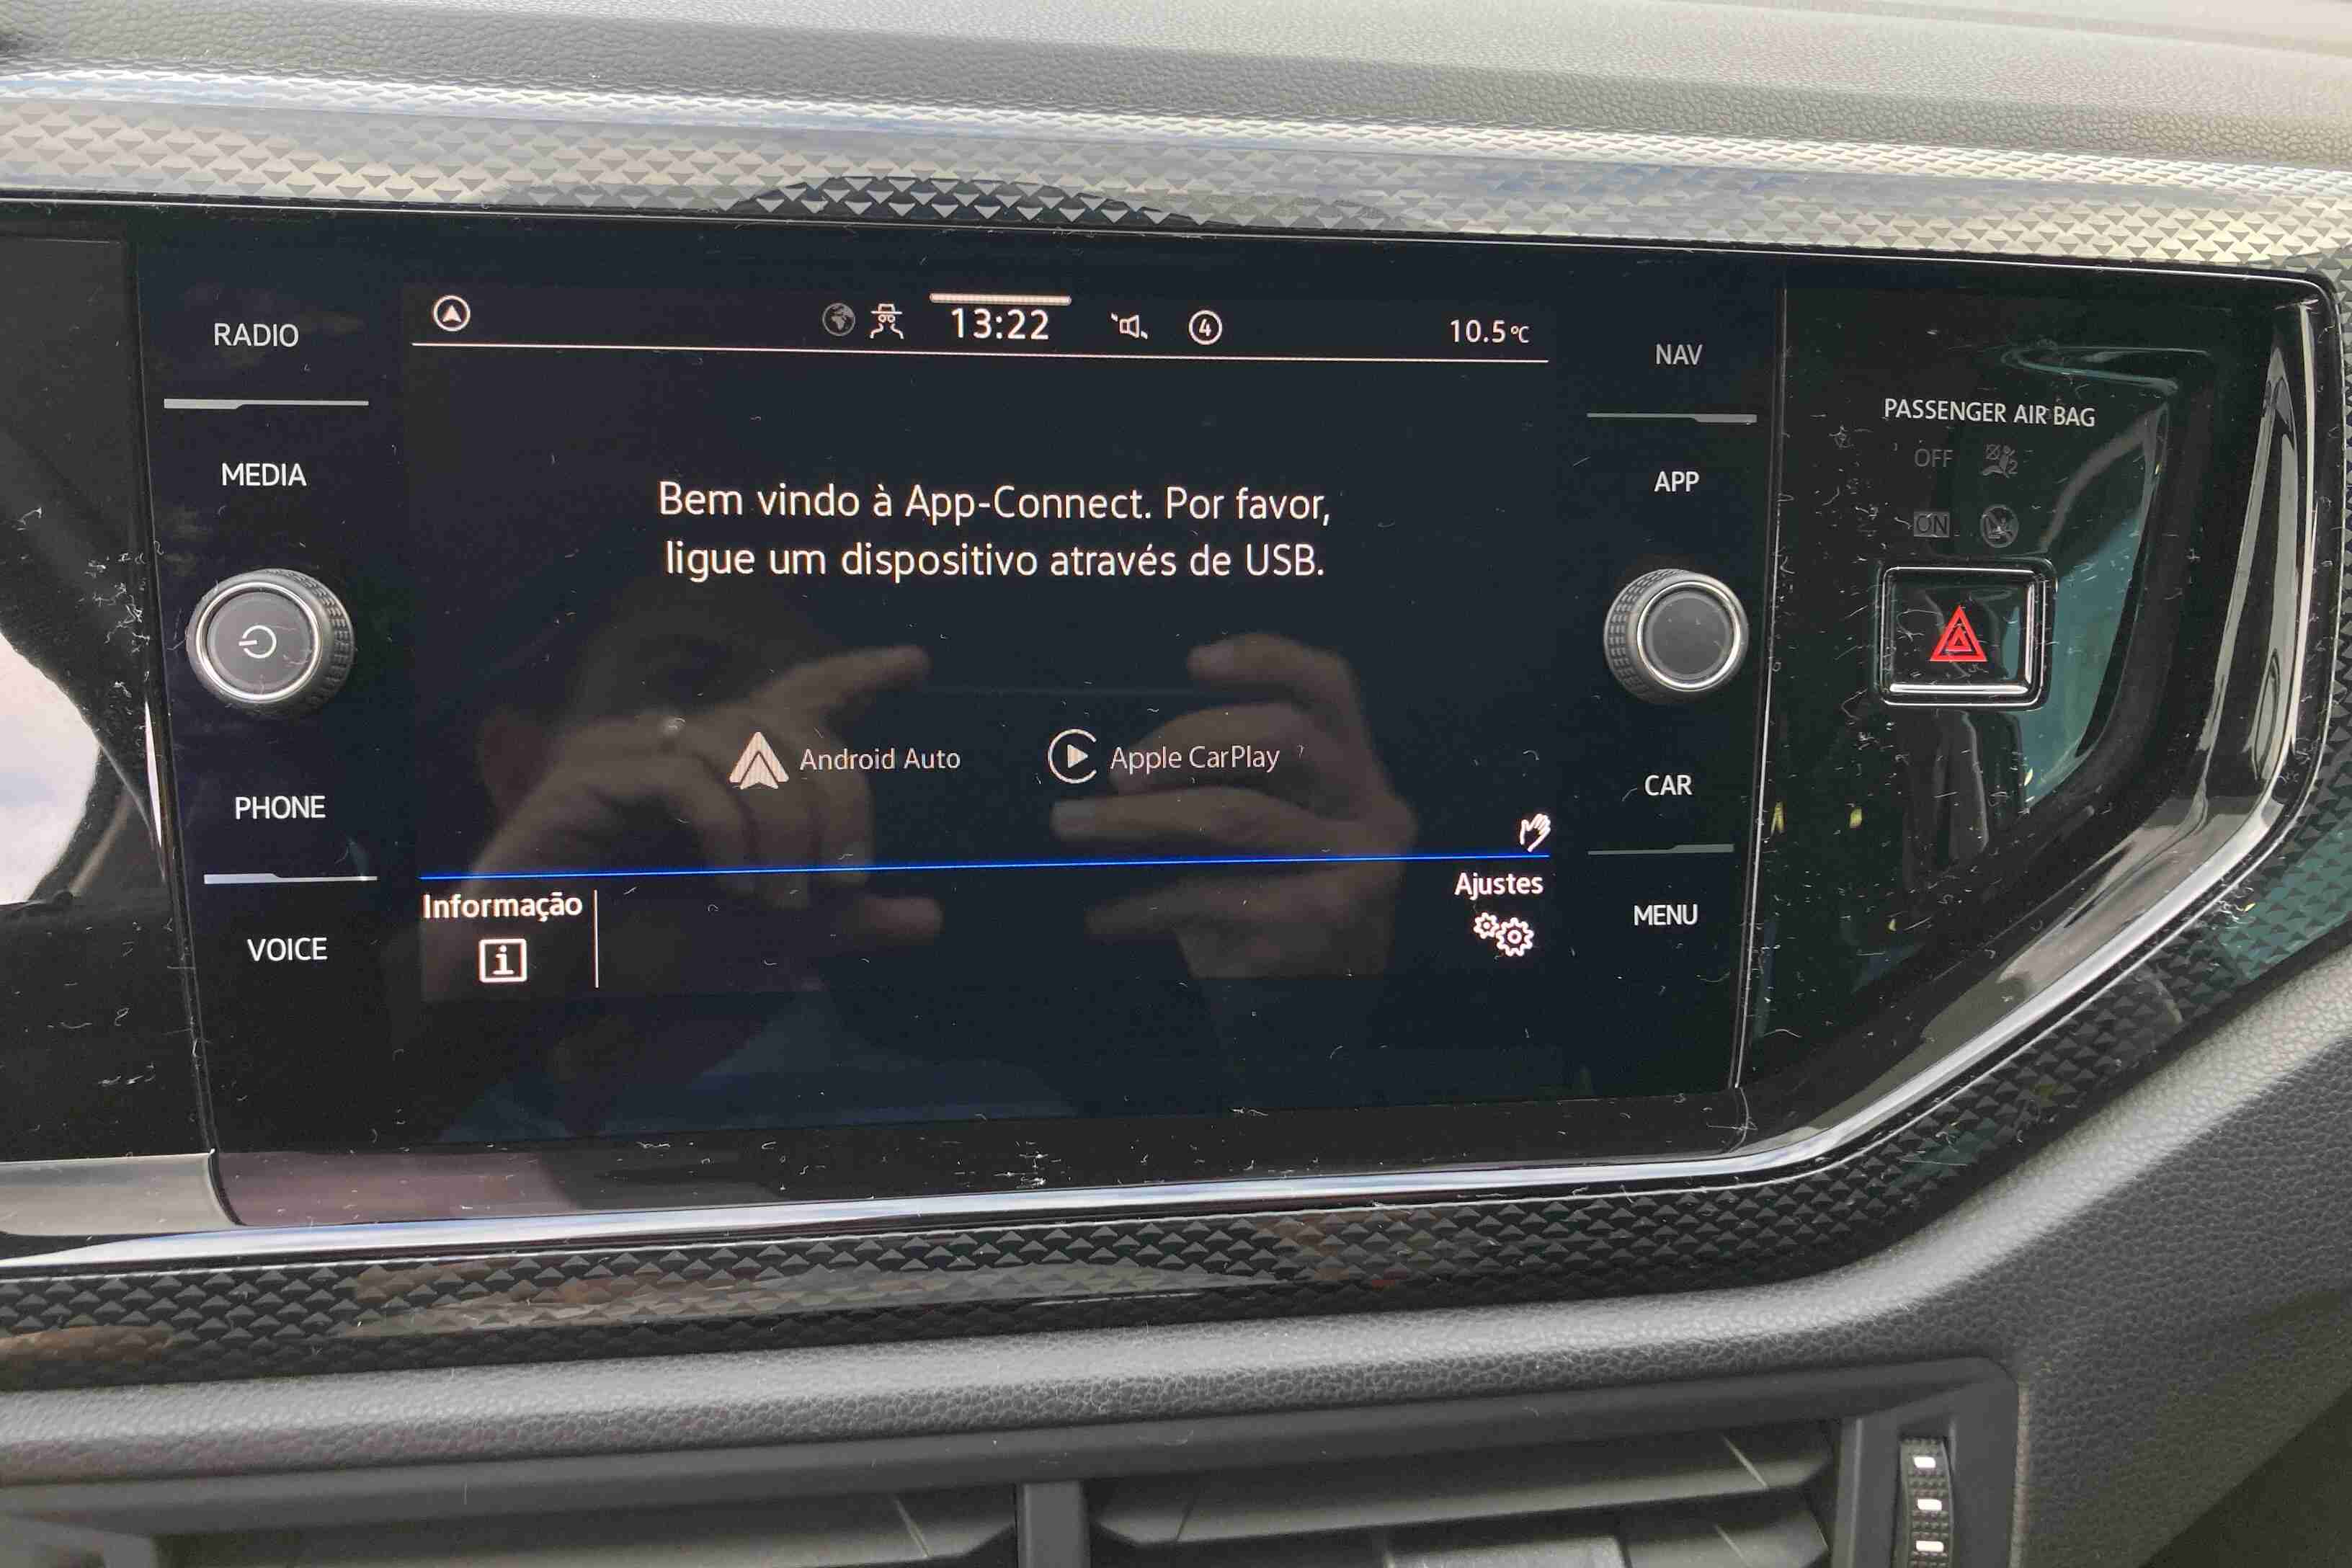 RADIO
MEDIA
PHONE
VOICE
13:22
4
10.5°C
Bem vindo à App-Connect. Por favor,
ligue um dispositivo através de USB.
Android Auto
Apple CarPlay
Informação
i
Ajustes
NAV
APP
CAR
MENU
PASSENGER AIR BAG
OFF
ON